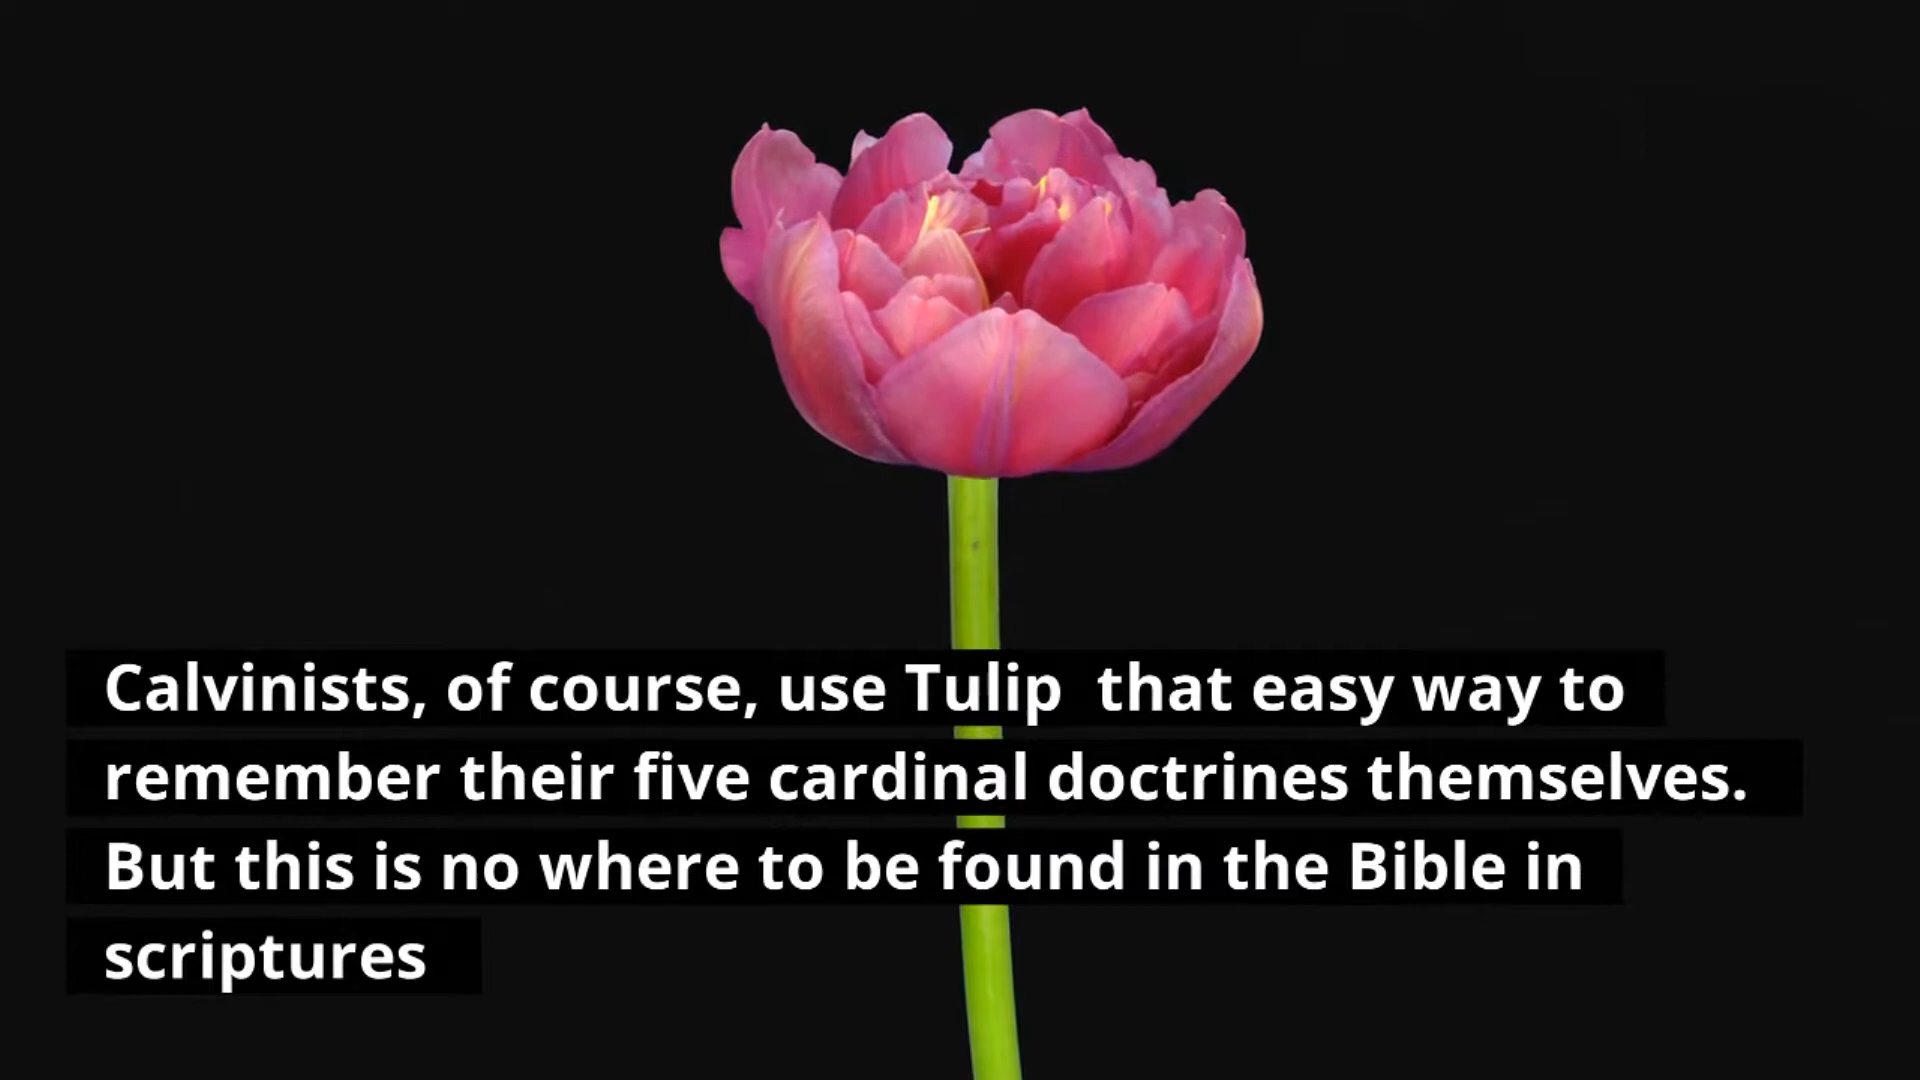 Calvinists, of course, use Tulip  that easy way to
remember their five cardinal doctrines themselves.
But this is no where to be found in the Bible in
scriptures